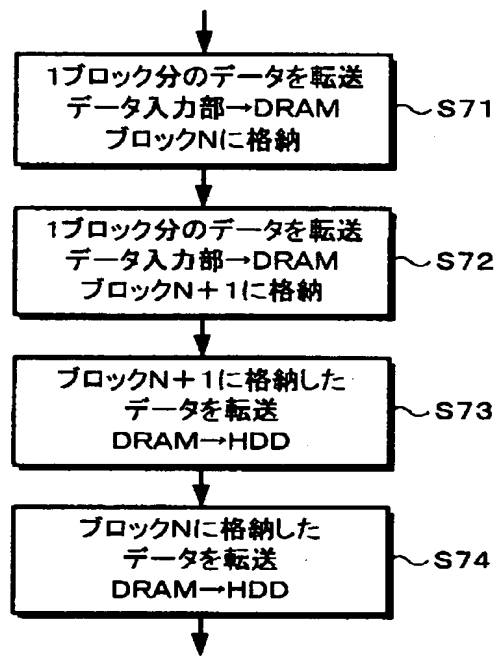 1ブロック分のデータを転送
データ入力部→DRAM
ブロックNに格納
S71
1ブロック分のデータを転送
データ入力部→DRAM
ブロックN+1に格納
S72
ブロックN+1に格納した
データを転送
DRAM→HDD
S73
ブロックNに格納した
データを転送
DRAM→HDD
S74